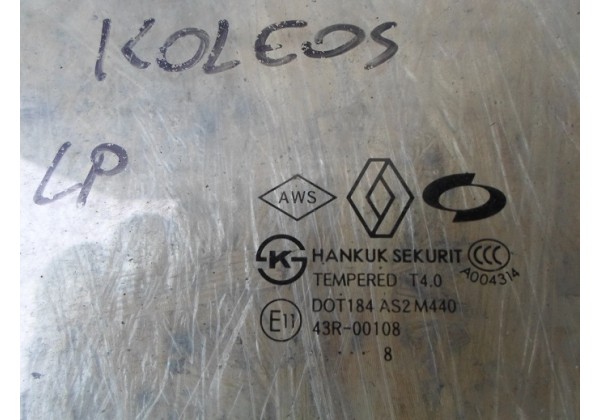 KOLEOS
LP
AWS
HANKUK SEKURIT CCC
TEMPERED T4.0 A004314
DOT184 AS2 M440
E11 43R-00108
... 8